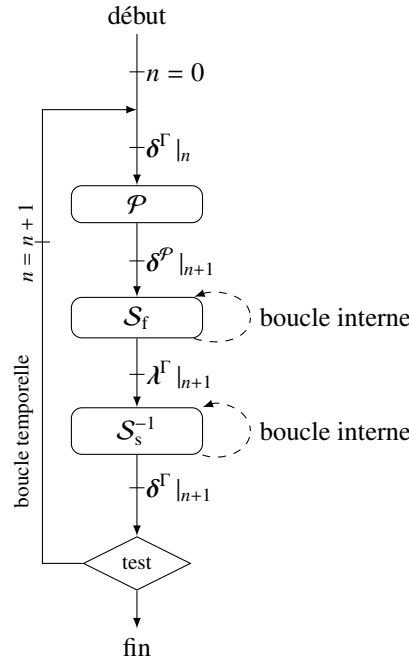 début
n = 0
δ^Γ |_n
𝒫
δ^𝒫 |_{n+1}
𝒮_f
boucle interne
λ^Γ |_{n+1}
𝒮_s^{-1}
boucle interne
δ^Γ |_{n+1}
test
fin
boucle temporelle
n = n + 1